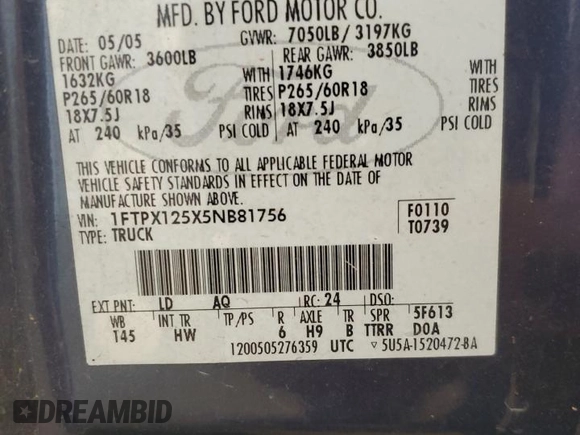 MFD. BY FORD MOTOR CO.
DATE: 05/05 GVWR: 7050LB/ 3197KG
FRONT GAWR: 3600LB REAR GAWR: 3850LB
1632KG WITH 1746KG WITH
P265/60R18 TIRES P265/60R18 TIRES
18X7.5J RIMS 18X7.5J RIMS
AT 240 kPa/35 PSI COLD AT 240 kPa/35 PSI COLD
Ford
THIS VEHICLE CONFORMS TO ALL APPLICABLE FEDERAL MOTOR
VEHICLE SAFETY STANDARDS IN EFFECT ON THE DATE OF
MANUFACTURE SHOWN ABOVE.
VIN: 1FTPX125X5NB81756 F0110
TYPE: TRUCK T0739
EXT PNT: LD AQ RC: 24 DSO:
WB INT TR TP/PS R AXLE TR SPR 5F613
145 HW 6 H9 B TTRR DOA
1200505276359 UTC ▽ 5U5A-1520472-BA
DREAMBID